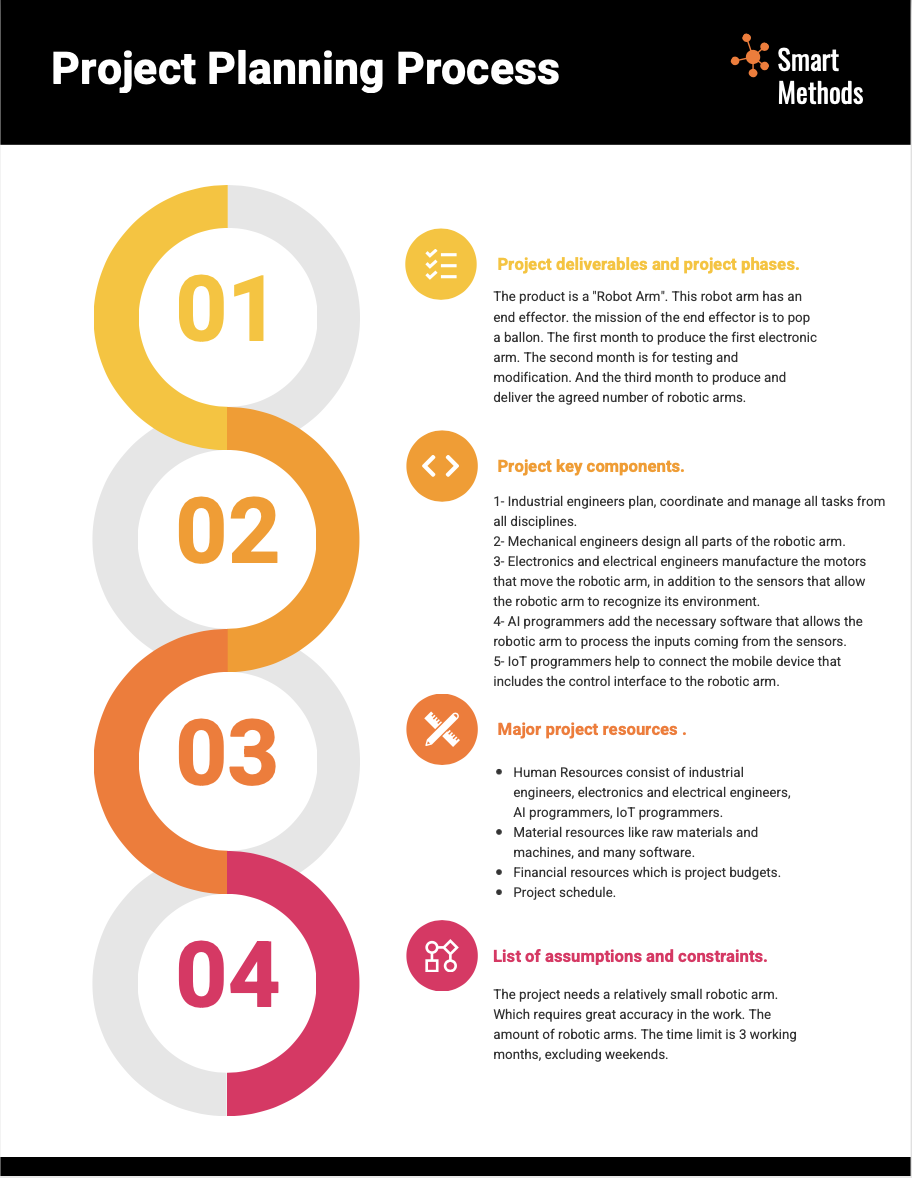 Project Planning Process
Smart
Methods
01
Project deliverables and project phases.
The product is a "Robot Arm". This robot arm has an
end effector. the mission of the end effector is to pop
a ballon. The first month to produce the first electronic
arm. The second month is for testing and
modification. And the third month to produce and
deliver the agreed number of robotic arms.
02
Project key components.
1- Industrial engineers plan, coordinate and manage all tasks from
all disciplines.
2- Mechanical engineers design all parts of the robotic arm.
3- Electronics and electrical engineers manufacture the motors
that move the robotic arm, in addition to the sensors that allow
the robotic arm to recognize its environment.
4- AI programmers add the necessary software that allows the
robotic arm to process the inputs coming from the sensors.
5- IoT programmers help to connect the mobile device that
includes the control interface to the robotic arm.
03
Major project resources .
• Human Resources consist of industrial
engineers, electronics and electrical engineers,
AI programmers, IoT programmers.
• Material resources like raw materials and
machines, and many software.
• Financial resources which is project budgets.
• Project schedule.
04
List of assumptions and constraints.
The project needs a relatively small robotic arm.
Which requires great accuracy in the work. The
amount of robotic arms. The time limit is 3 working
months, excluding weekends.